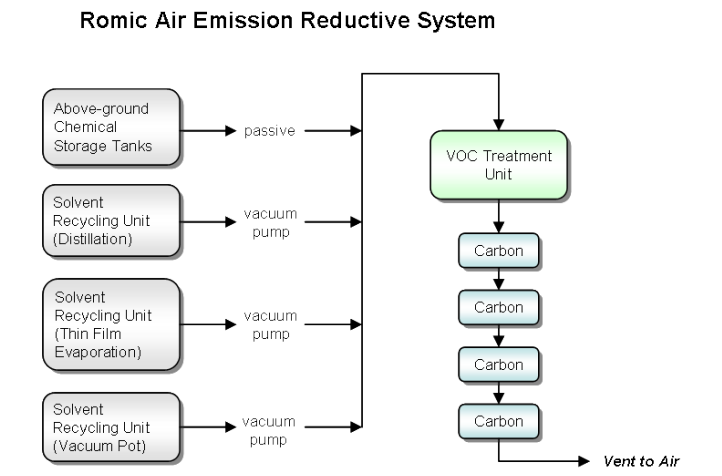 Romic Air Emission Reductive System
Above-ground
Chemical
Storage Tanks
passive
Solvent
Recycling Unit
(Distillation)
vacuum
pump
Solvent
Recycling Unit
(Thin Film
Evaporation)
vacuum
pump
Solvent
Recycling Unit
(Vacuum Pot)
vacuum
pump
VOC Treatment
Unit
Carbon
Carbon
Carbon
Carbon
Vent to Air